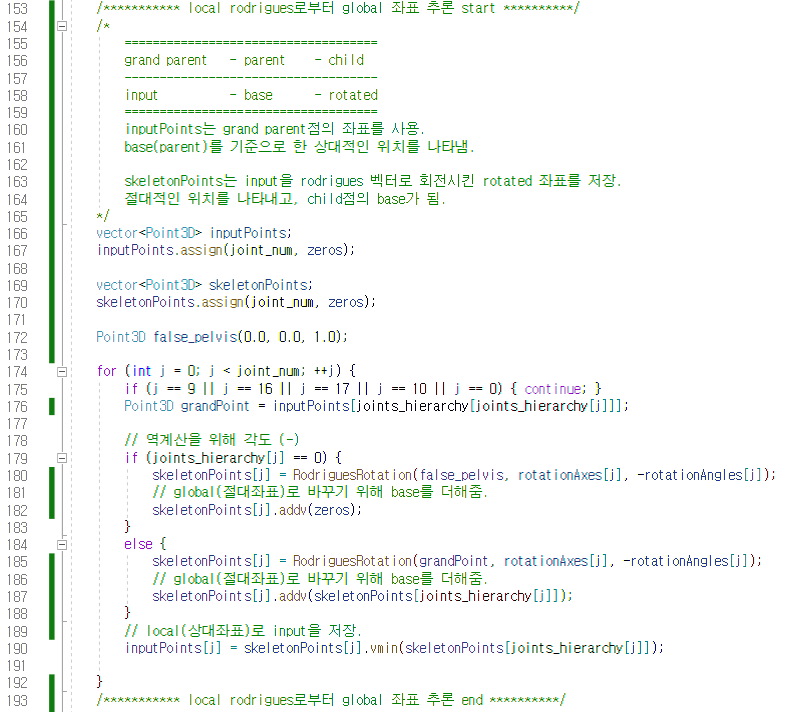 153 /*********** local rodrigues로부터 global 좌표 추론 start **********/
154 /*
155 ====================================
156 grand parent - parent - child
157 ------------------------------------
158 input - base - rotated
159 ====================================
160 inputPoints는 grand parent점의 좌표를 사용.
161 base(parent)를 기준으로 한 상대적인 위치를 나타냄.
162
163 skeletonPoints는 input을 rodrigues 벡터로 회전시킨 rotated 좌표를 저장.
164 절대적인 위치를 나타내고, child점의 base가 됨.
165 */
166 vector<Point3D> inputPoints;
167 inputPoints.assign(joint_num, zeros);
168
169 vector<Point3D> skeletonPoints;
170 skeletonPoints.assign(joint_num, zeros);
171
172 Point3D false_pelvis(0.0, 0.0, 1.0);
173
174 for (int j = 0; j < joint_num; ++j) {
175 if (j == 9 || j == 16 || j == 17 || j == 10 || j == 0) { continue; }
176 Point3D grandPoint = inputPoints[joints_hierarchy[joints_hierarchy[j]]];
177
178 // 역계산을 위해 각도 (-)
179 if (joints_hierarchy[j] == 0) {
180 skeletonPoints[j] = RodriguesRotation(false_pelvis, rotationAxes[j], -rotationAngles[j]);
181 // global(절대좌표)로 바꾸기 위해 base를 더해줌.
182 skeletonPoints[j].addv(zeros);
183 }
184 else {
185 skeletonPoints[j] = RodriguesRotation(grandPoint, rotationAxes[j], -rotationAngles[j]);
186 // global(절대좌표)로 바꾸기 위해 base를 더해줌.
187 skeletonPoints[j].addv(skeletonPoints[joints_hierarchy[j]]);
188 }
189 // local(상대좌표)로 input을 저장.
190 inputPoints[j] = skeletonPoints[j].vmin(skeletonPoints[joints_hierarchy[j]]);
191
192 }
193 /*********** local rodrigues로부터 global 좌표 추론 end **********/